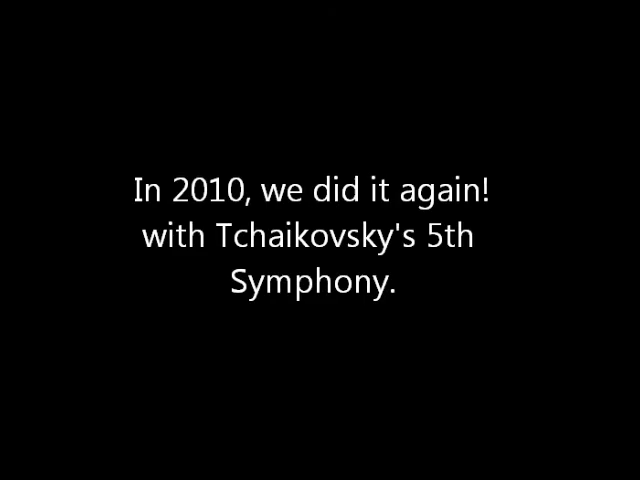 In 2010, we did it again!
with Tchaikovsky's 5th
Symphony.